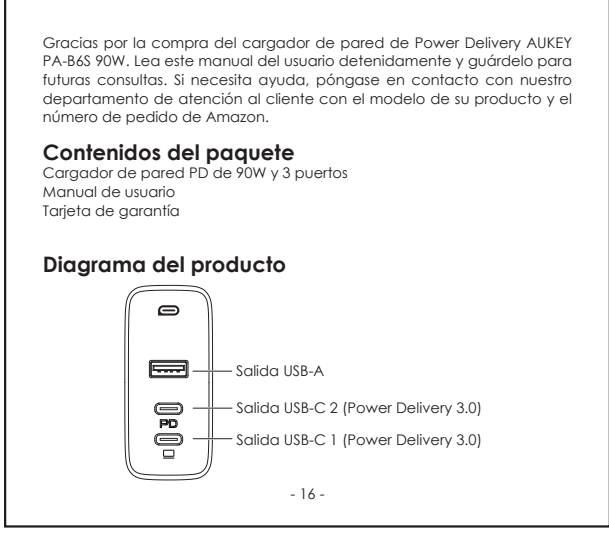 Gracias por la compra del cargador de pared de Power Delivery AUKEY
PA-B6S 90W. Lea este manual del usuario detenidamente y guárdelo para
futuras consultas. Si necesita ayuda, póngase en contacto con nuestro
departamento de atención al cliente con el modelo de su producto y el
número de pedido de Amazon.
Contenidos del paquete
Cargador de pared PD de 90W y 3 puertos
Manual de usuario
Tarjeta de garantía
Diagrama del producto
Salida USB-A
Salida USB-C 2 (Power Delivery 3.0)
PD
Salida USB-C 1 (Power Delivery 3.0)
- 16 -